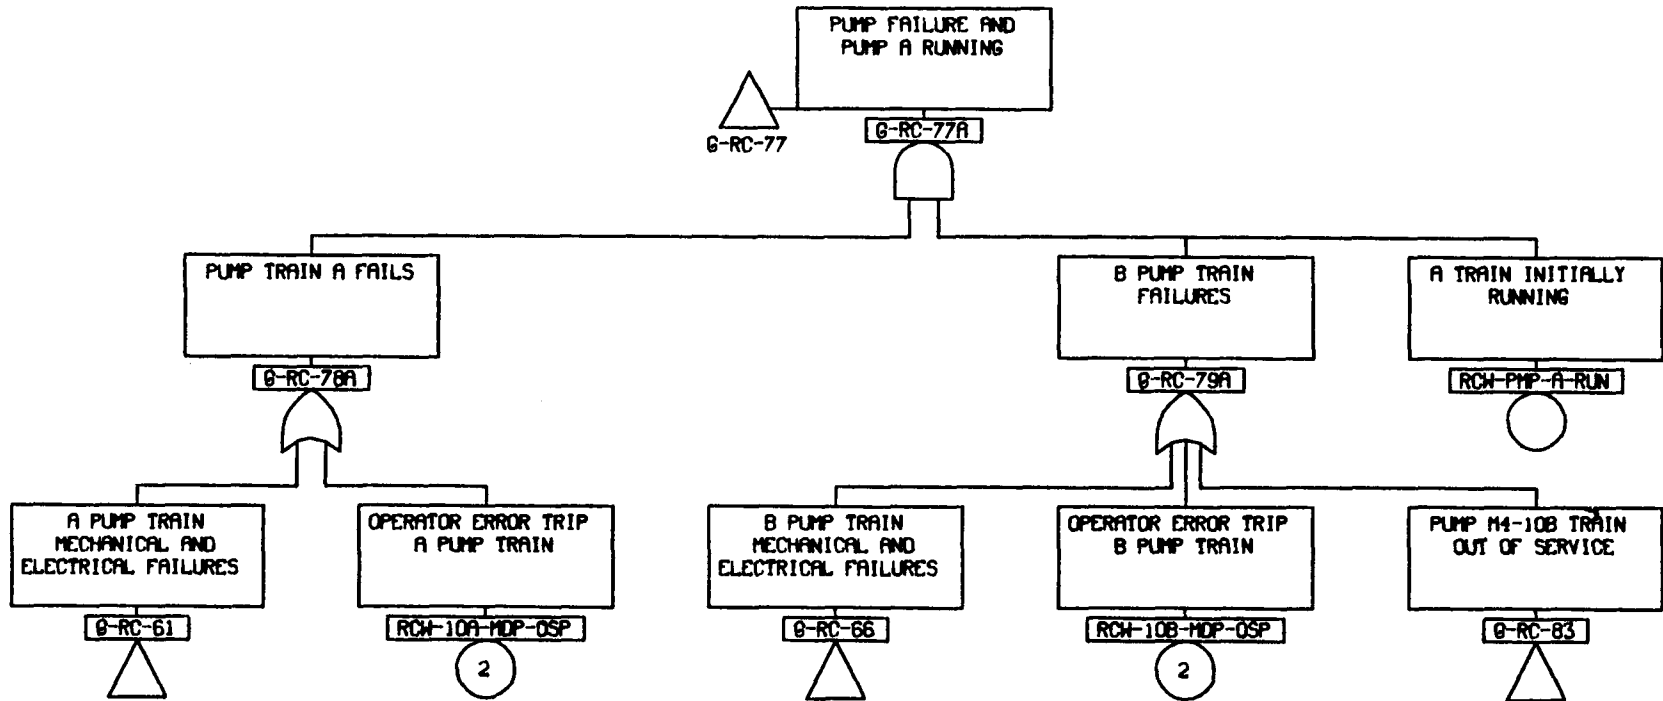 PUMP FAILURE AND
PUMP A RUNNING
G-RC-77
G-RC-77A
PUMP TRAIN A FAILS
G-RC-78A
B PUMP TRAIN
FAILURES
G-RC-79A
A TRAIN INITIALLY
RUNNING
RCW-PMP-A-RUN
A PUMP TRAIN
MECHANICAL AND
ELECTRICAL FAILURES
G-RC-61
OPERATOR ERROR TRIP
A PUMP TRAIN
RCW-10A-MDP-OSP
2
B PUMP TRAIN
MECHANICAL AND
ELECTRICAL FAILURES
G-RC-66
OPERATOR ERROR TRIP
B PUMP TRAIN
RCW-10B-MDP-OSP
2
PUMP M4-10B TRAIN
OUT OF SERVICE
G-RC-83